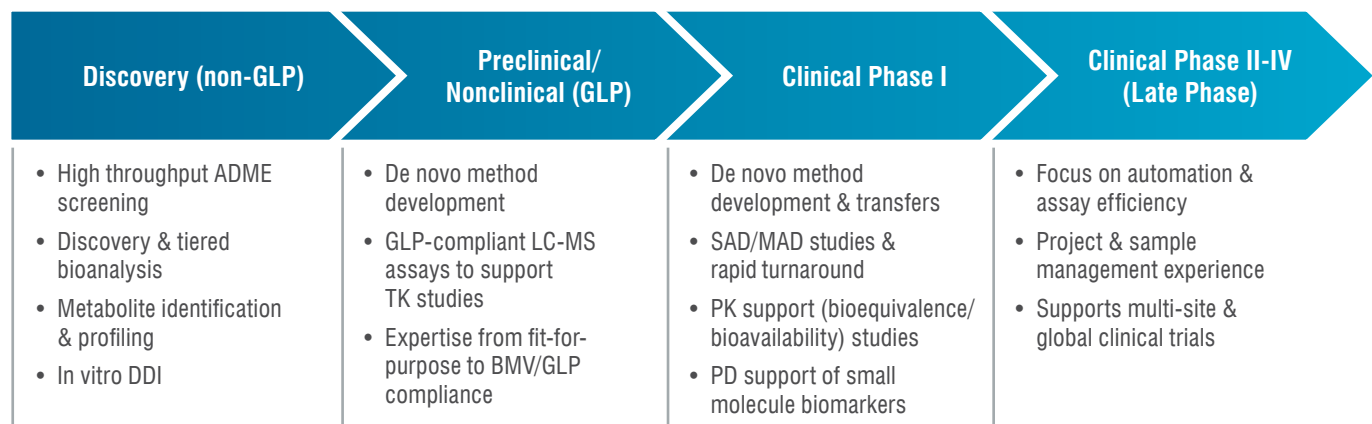 Discovery (non-GLP)
Preclinical/
Nonclinical (GLP)
Clinical Phase I
Clinical Phase II-IV
(Late Phase)
• High throughput ADME
screening
• Discovery & tiered
bioanalysis
• Metabolite identification
& profiling
• In vitro DDI
• De novo method
development
• GLP-compliant LC-MS
assays to support
TK studies
• Expertise from fit-for-
purpose to BMV/GLP
compliance
• De novo method
development & transfers
• SAD/MAD studies &
rapid turnaround
• PK support (bioequivalence/
bioavailability) studies
• PD support of small
molecule biomarkers
• Focus on automation &
assay efficiency
• Project & sample
management experience
• Supports multi-site &
global clinical trials